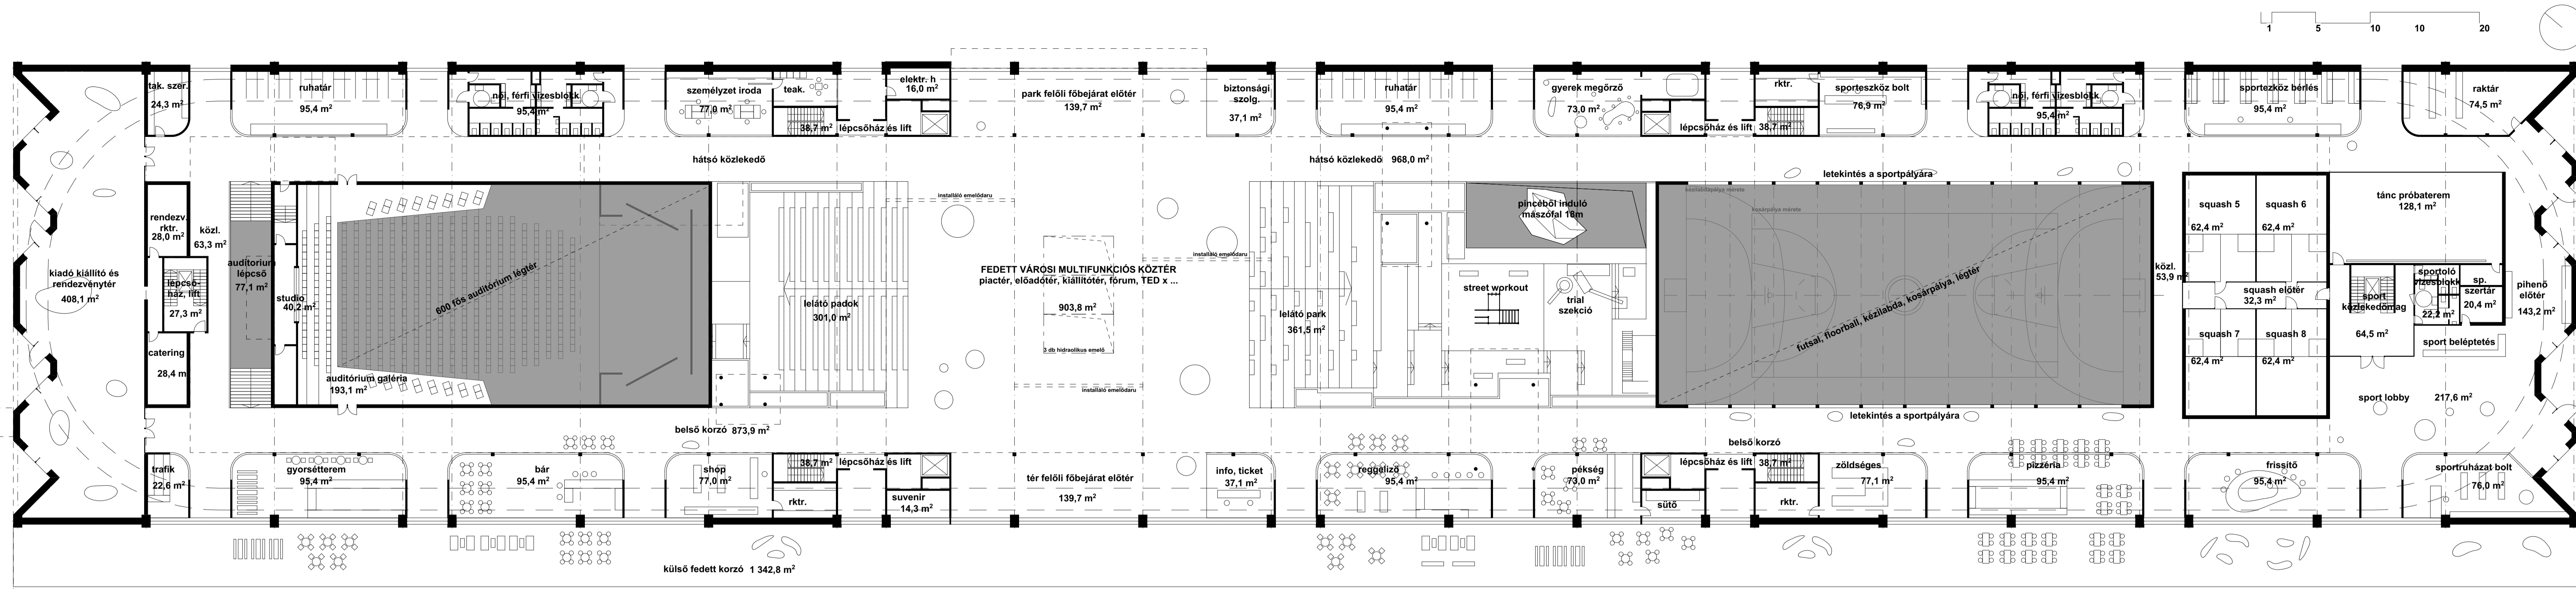 1 5 10 10 20
tak. szer.
24,3 m²
ruhatár
95,4 m²
női, férfi vizesblokk
95,4 m²
személyzet iroda
77,0 m²
teak.
38,7 m² lépcsőház és lift
elektr. h
16,0 m²
park felőli főbejárat előtér
139,7 m²
biztonsági
szolg.
37,1 m²
ruhatár
95,4 m²
gyerek megőrző
73,0 m²
lépcsőház és lift 38,7 m²
rktr.
sporteszköz bolt
76,9 m²
női, férfi vizesblokk
95,4 m²
sportezköz bérlés
95,4 m²
raktár
74,5 m²
hátsó közlekedő
hátsó közlekedő 968,0 m²
letekintés a sportpályára
kiadó kiállító és
rendezvénytér
408,1 m²
rendezv.
rktr.
28,0 m²
közl.
63,3 m²
lépcső-
ház, lift
27,3 m²
catering
28,4 m
auditorium
lépcső
77,1 m²
studio
40,2 m²
600 fős auditórium légtér
auditórium galéria
193,1 m²
lelátó padok
301,0 m²
installáló emelődaru
installáló emelődaru
FEDETT VÁROSI MULTIFUNKCIÓS KÖZTÉR
piactér, előadótér, kiállítótér, fórum, TED x ...
903,8 m²
3 db hidraolikus emelő
installáló emelődaru
lelátó park
361,5 m²
pincéből induló
mászófal 18m
street workout
trial
szekció
kézilabdapálya mérete
kosárpálya mérete
futsal, floorball, kézilabda, kosárpálya, légtér
közl.
53,9 m²
squash 5
62,4 m²
squash 6
62,4 m²
squash előtér
32,3 m²
squash 7
62,4 m²
squash 8
62,4 m²
tánc próbaterem
128,1 m²
sport
közlekedőmag
64,5 m²
sportoló
vizesblokk
22,2 m²
sp.
szertár
20,4 m²
pihenő
előtér
143,2 m²
sport beléptetés
sport lobby 217,6 m²
letekintés a sportpályára
belső korzó 873,9 m²
belső korzó
trafik
22,6 m²
gyorsétterem
95,4 m²
bár
95,4 m²
shop
77,0 m²
38,7 m² lépcsőház és lift
rktr.
suvenir
14,3 m²
tér felőli főbejárat előtér
139,7 m²
info, ticket
37,1 m²
reggeliző
95,4 m²
pékség
73,0 m²
sütő
lépcsőház és lift 38,7 m²
rktr.
zöldséges
77,1 m²
pizzéria
95,4 m²
frissítő
95,4 m²
sportruházat bolt
76,0 m²
külső fedett korzó 1 342,8 m²